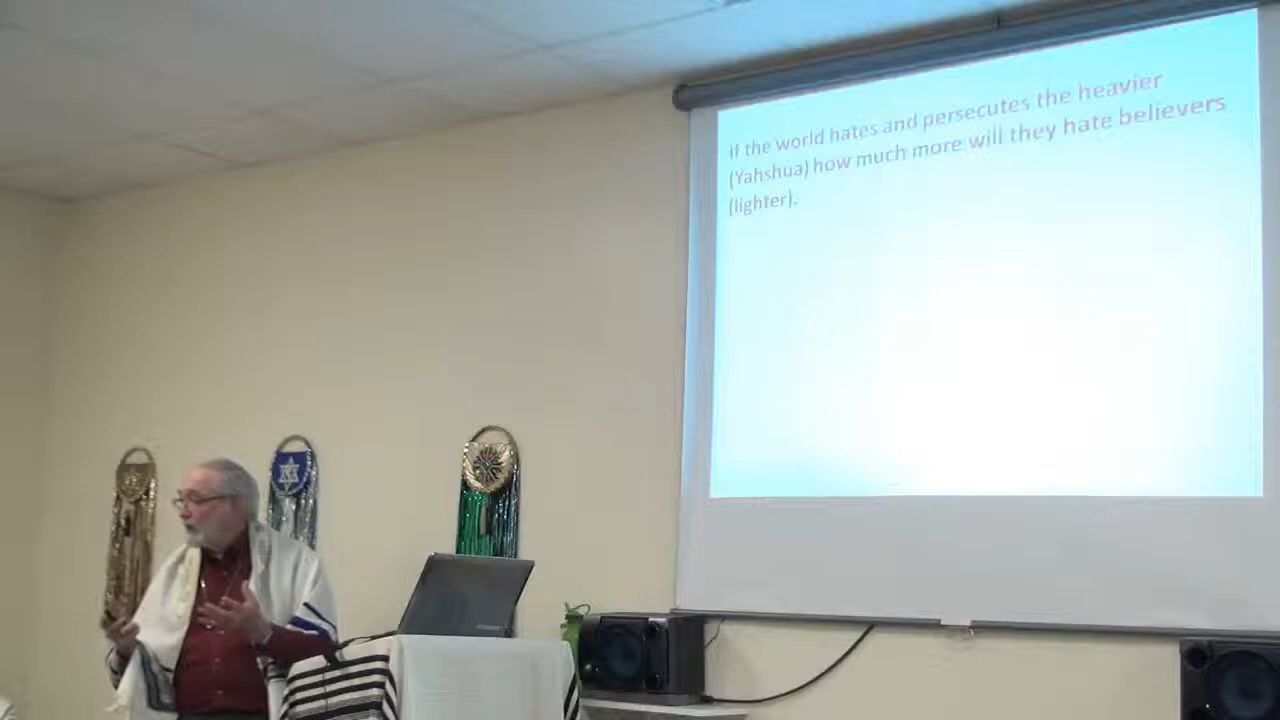 If the world hates and persecutes the heavier
(Yahshua) how much more will they hate believers
(lighter).